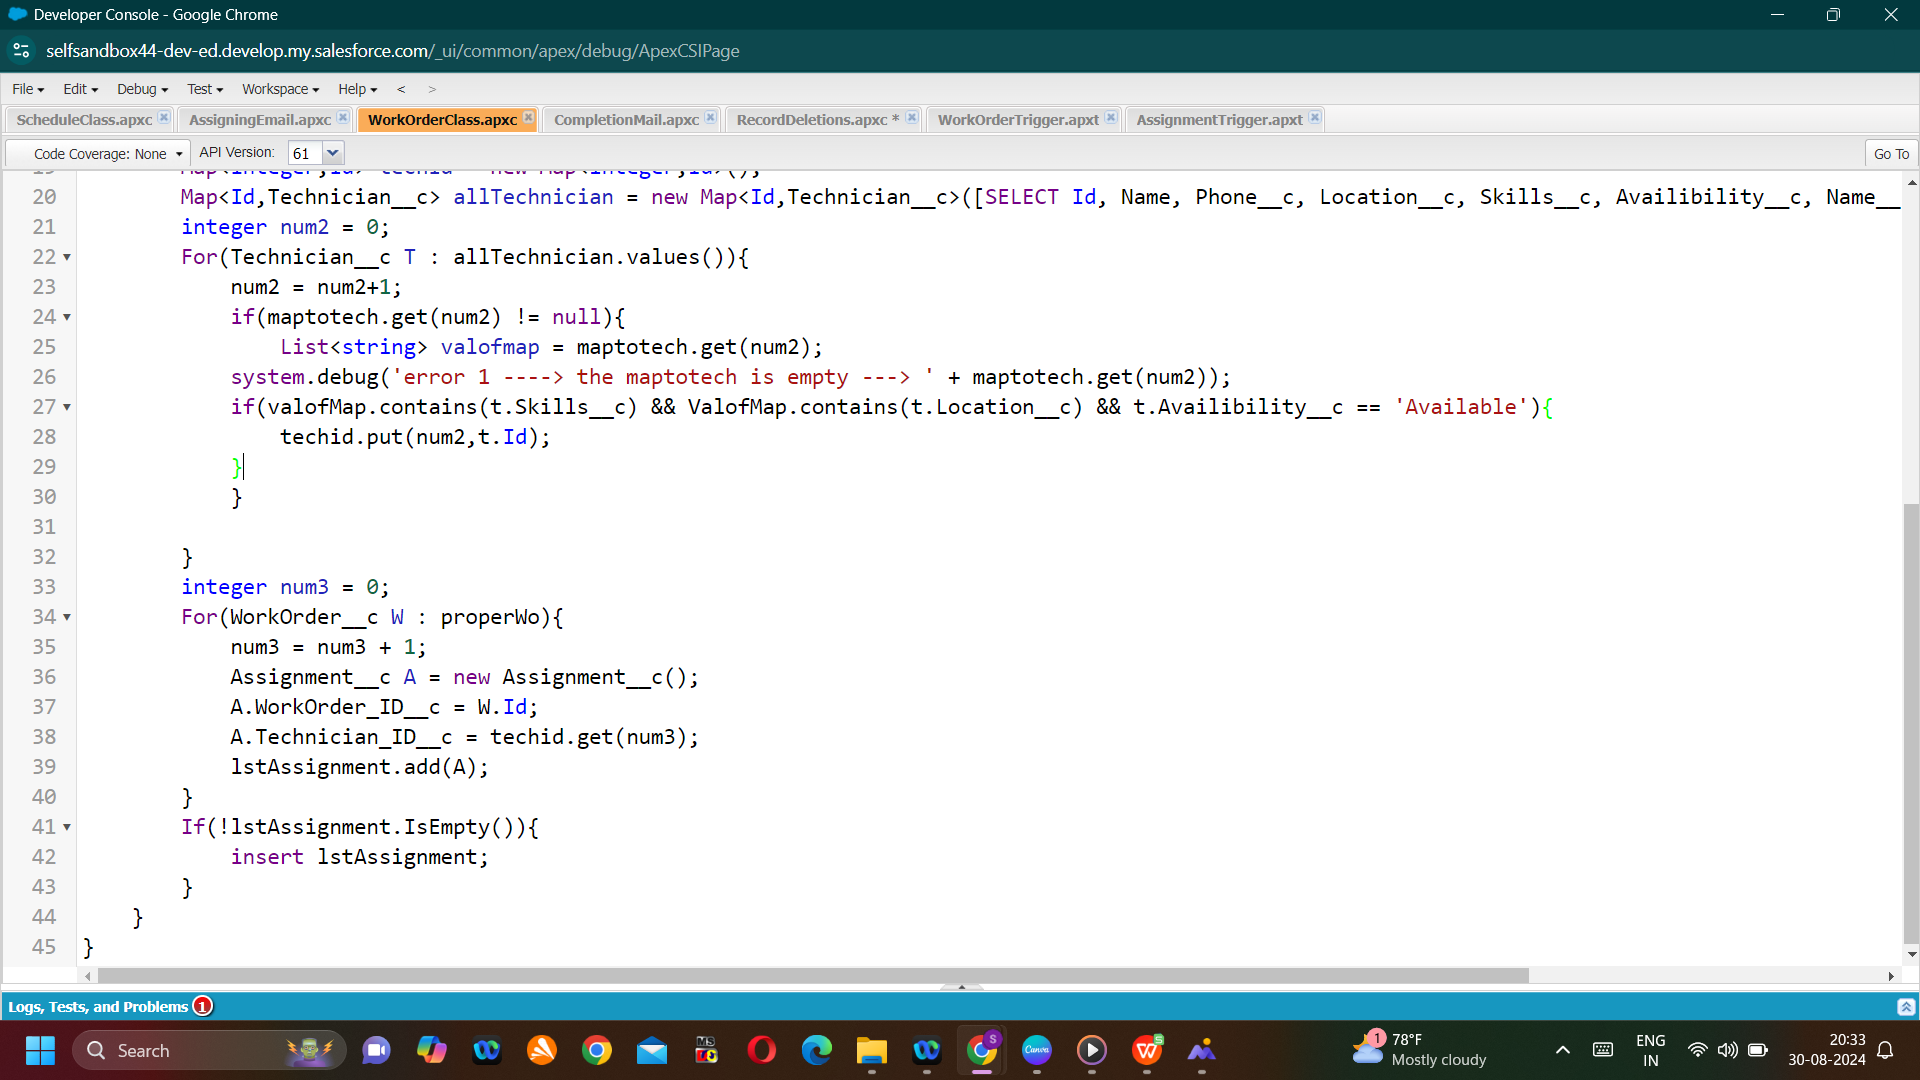 Developer Console - Google Chrome
selfsandbox44-dev-ed.develop.my.salesforce.com/_ui/common/apex/debug/ApexCSIPage
File Edit Debug Test Workspace Help < >
ScheduleClass.apxc AssigningEmail.apxc WorkOrderClass.apxc CompletionMail.apxc RecordDeletions.apxc * WorkOrderTrigger.apxt AssignmentTrigger.apxt
Code Coverage: None API Version: 61 Go To
20 Map<Id,Technician__c> allTechnician = new Map<Id,Technician__c>([SELECT Id, Name, Phone__c, Location__c, Skills__c, Availibility__c, Name__
21 integer num2 = 0;
22 For(Technician__c T : allTechnician.values()){
23 num2 = num2+1;
24 if(maptotech.get(num2) != null){
25 List<string> valofmap = maptotech.get(num2);
26 system.debug('error 1 ----> the maptotech is empty ---> ' + maptotech.get(num2));
27 if(valofMap.contains(t.Skills__c) && ValofMap.contains(t.Location__c) && t.Availibility__c == 'Available'){
28 techid.put(num2,t.Id);
29 }
30 }
31
32 }
33 integer num3 = 0;
34 For(WorkOrder__c W : properWo){
35 num3 = num3 + 1;
36 Assignment__c A = new Assignment__c();
37 A.WorkOrder_ID__c = W.Id;
38 A.Technician_ID__c = techid.get(num3);
39 lstAssignment.add(A);
40 }
41 If(!lstAssignment.IsEmpty()){
42 insert lstAssignment;
43 }
44 }
45 }
Logs, Tests, and Problems 1
Search
1 78°F
Mostly cloudy
ENG
IN
20:33
30-08-2024